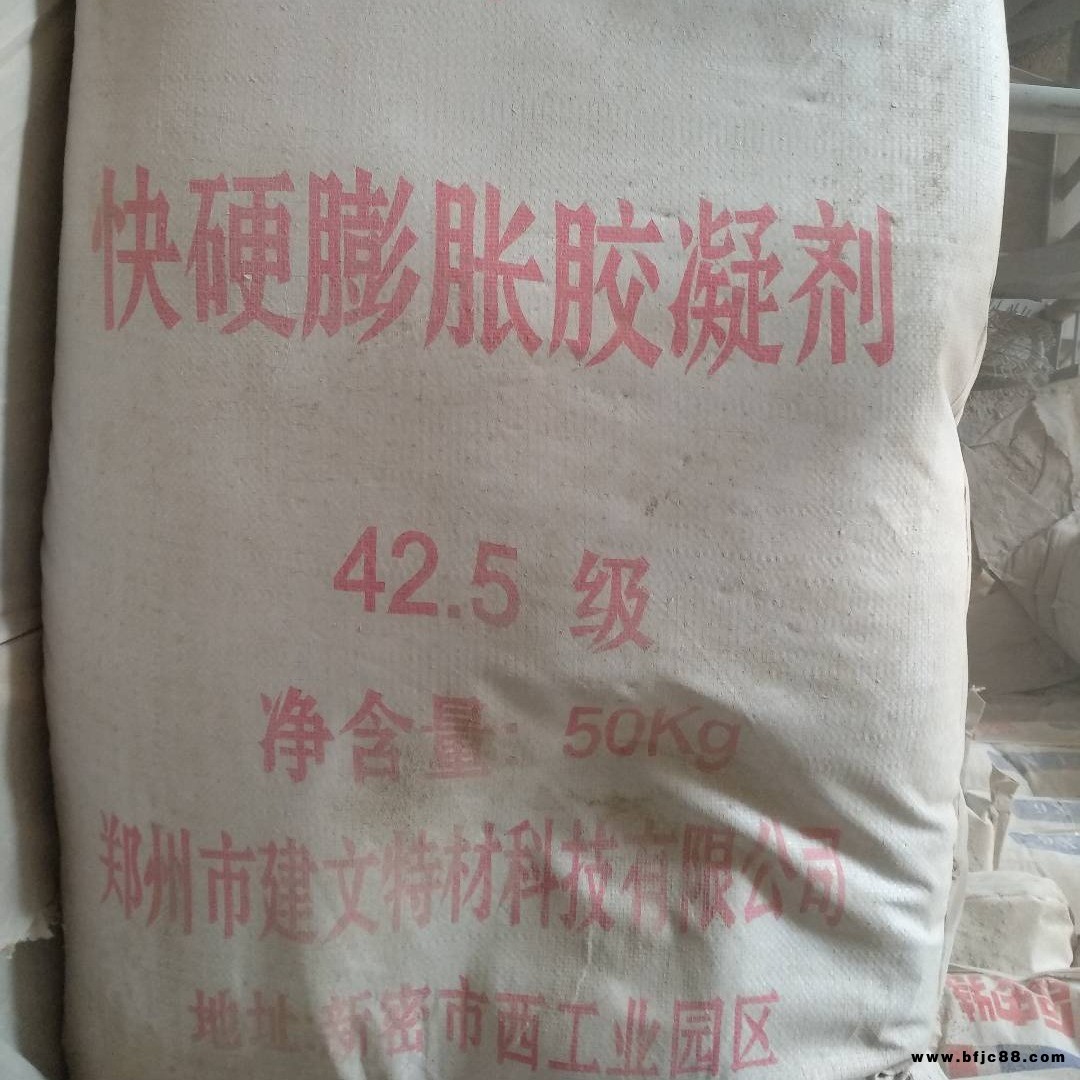 快硬膨胀胶凝剂
42.5 级
净含量: 50Kg
郑州市建文特材科技有限公司
地址 新密市西工业园区
www.bfjc88.com